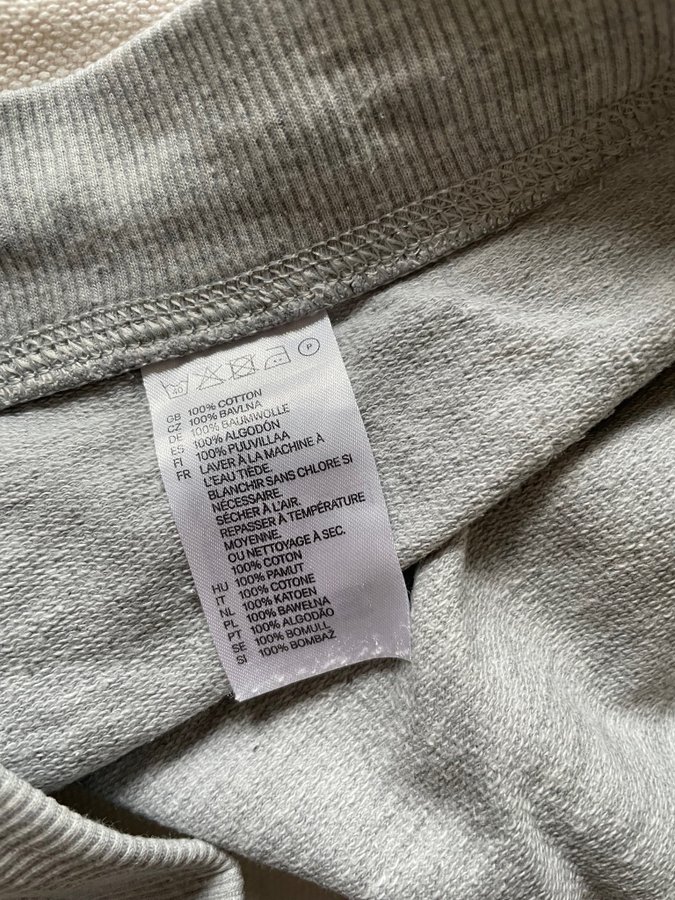 30 P
GB 100% COTTON
CZ 100% BAVLNA
DE 100% BAUMWOLLE
ES 100% ALGODÓN
FI 100% PUUVILLAA
FR LAVER À LA MACHINE À
L'EAU TIÈDE.
BLANCHIR SANS CHLORE SI
NÉCESSAIRE.
SÉCHER À L'AIR.
REPASSER À TEMPÉRATURE
MOYENNE.
OU NETTOYAGE À SEC.
100% COTON
HU 100% PAMUT
IT 100% COTONE
NL 100% KATOEN
PL 100% BAWEŁNA
PT 100% ALGODÃO
SE 100% BOMULL
SI 100% BOMBAŽ